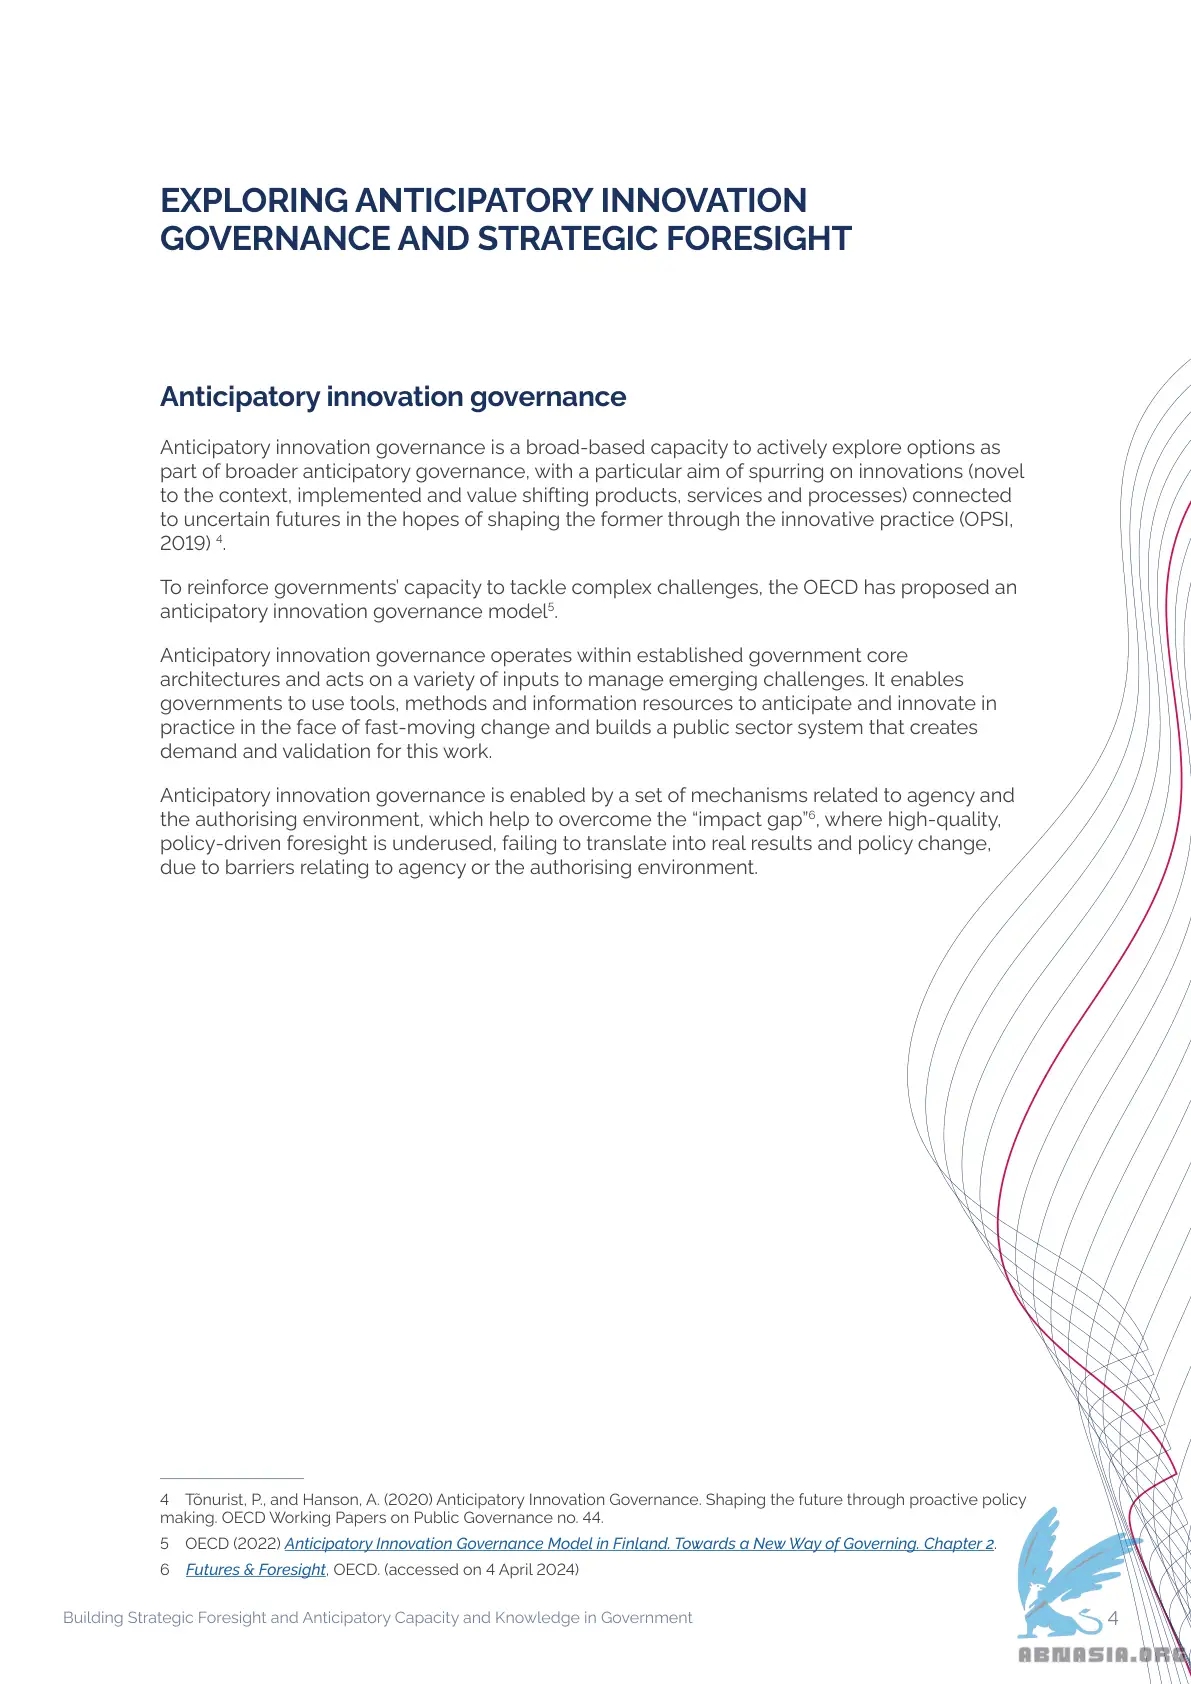 EXPLORING ANTICIPATORY INNOVATION
GOVERNANCE AND STRATEGIC FORESIGHT
Anticipatory innovation governance
Anticipatory innovation governance is a broad-based capacity to actively explore options as
part of broader anticipatory governance, with a particular aim of spurring on innovations (novel
to the context, implemented and value shifting products, services and processes) connected
to uncertain futures in the hopes of shaping the former through the innovative practice (OPSI,
2019) 4.
To reinforce governments’ capacity to tackle complex challenges, the OECD has proposed an
anticipatory innovation governance model5.
Anticipatory innovation governance operates within established government core
architectures and acts on a variety of inputs to manage emerging challenges. It enables
governments to use tools, methods and information resources to anticipate and innovate in
practice in the face of fast-moving change and builds a public sector system that creates
demand and validation for this work.
Anticipatory innovation governance is enabled by a set of mechanisms related to agency and
the authorising environment, which help to overcome the “impact gap”6, where high-quality,
policy-driven foresight is underused, failing to translate into real results and policy change,
due to barriers relating to agency or the authorising environment.
4 Tõnurist, P., and Hanson, A. (2020) Anticipatory Innovation Governance. Shaping the future through proactive policy
making. OECD Working Papers on Public Governance no. 44.
5 OECD (2022) Anticipatory Innovation Governance Model in Finland. Towards a New Way of Governing. Chapter 2.
6 Futures & Foresight, OECD. (accessed on 4 April 2024)
Building Strategic Foresight and Anticipatory Capacity and Knowledge in Government
4
ABNASIA.ORG